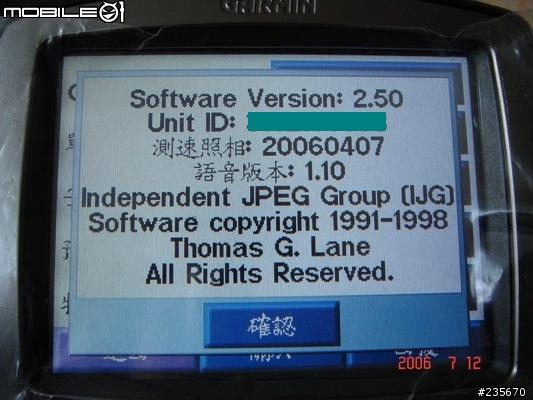 MOBILE01
GARMIN
Software Version: 2.50
Unit ID:
測速照相: 20060407
語音版本: 1.10
Independent JPEG Group (IJG)
Software copyright 1991-1998
Thomas G. Lane
All Rights Reserved.
確認
2006 7 12
#235670